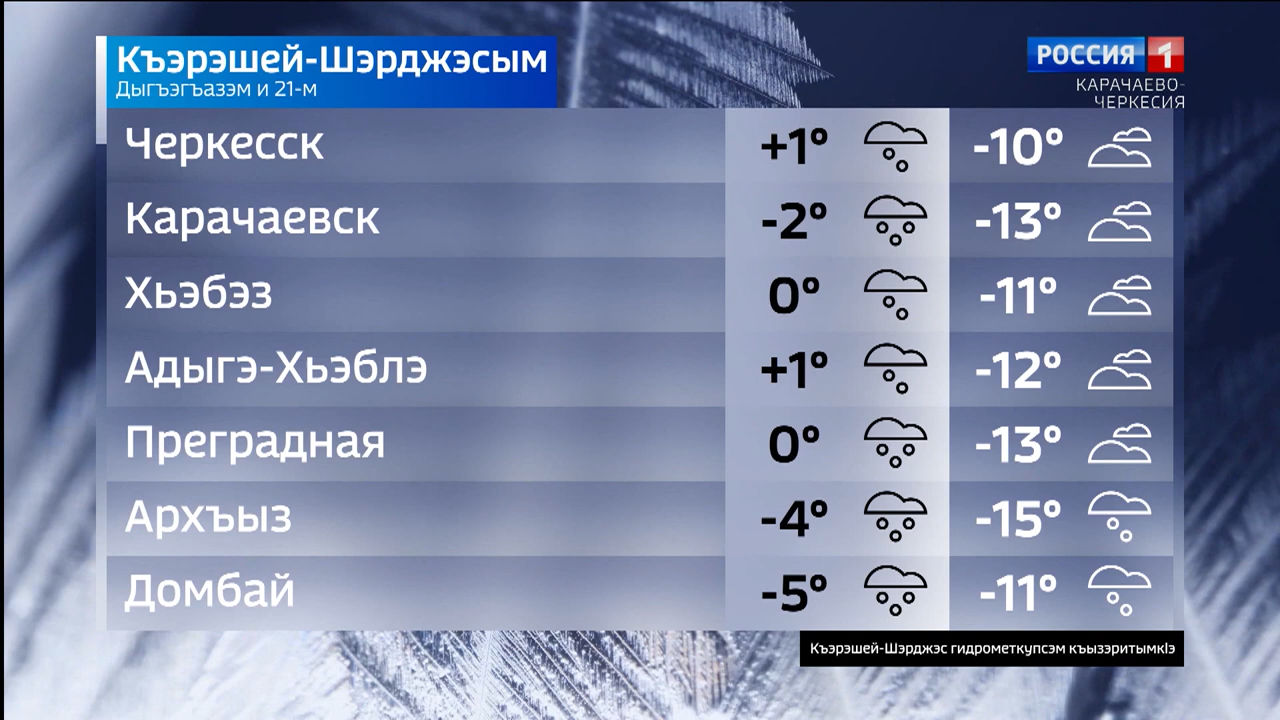 Къэрэшей-Шэрджэсым
Дыгъэгъазэм и 21-м
РОССИЯ 1
КАРАЧАЕВО-
ЧЕРКЕСИЯ
Черкесск +1° -10°
Карачаевск -2° -13°
Хьэбэз 0° -11°
Адыгэ-Хьэблэ +1° -12°
Преградная 0° -13°
Архъыз -4° -15°
Домбай -5° -11°
Къэрэшей-Шэрджэс гидрометкупсэм къызэритымкІэ